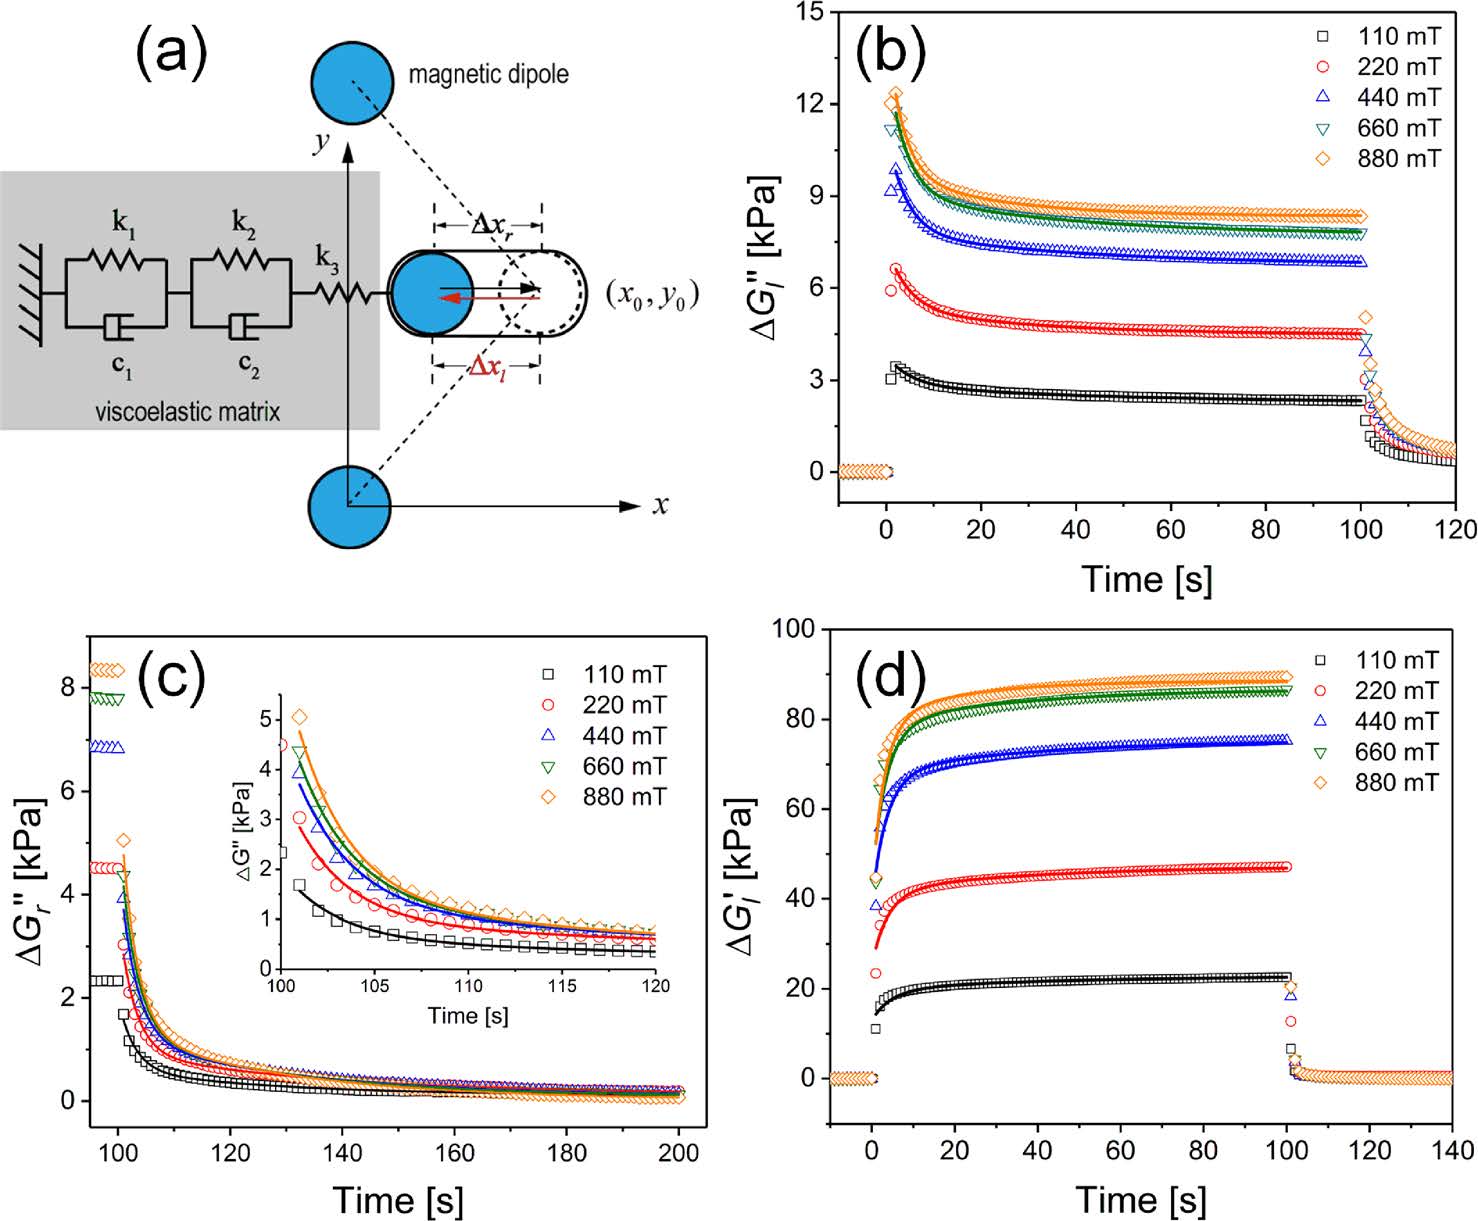 (a)
magnetic dipole
y
k1
k2
k3
Δxr
(x0, y0)
Δxl
c1
c2
viscoelastic matrix
x
(b)
110 mT
220 mT
440 mT
660 mT
880 mT
15
12
9
6
3
0
ΔGl" [kPa]
0 20 40 60 80 100 120
Time [s]
(c)
110 mT
220 mT
440 mT
660 mT
880 mT
8
6
4
2
0
ΔGr" [kPa]
5
4
3
2
1
0
ΔG" [kPa]
100 105 110 115 120
Time [s]
100 120 140 160 180 200
Time [s]
(d)
110 mT
220 mT
440 mT
660 mT
880 mT
100
80
60
40
20
0
ΔGl' [kPa]
0 20 40 60 80 100 120 140
Time [s]